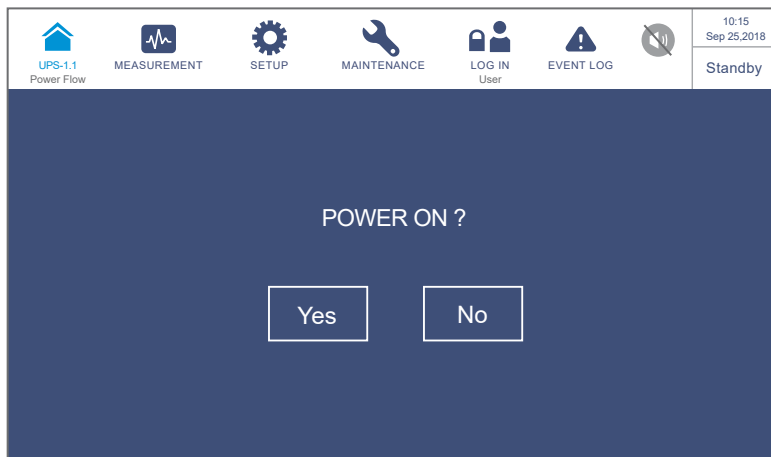 UPS-1.1
Power Flow
MEASUREMENT
SETUP
MAINTENANCE
LOG IN
User
EVENT LOG
10:15
Sep 25,2018
Standby
POWER ON ?
Yes
No